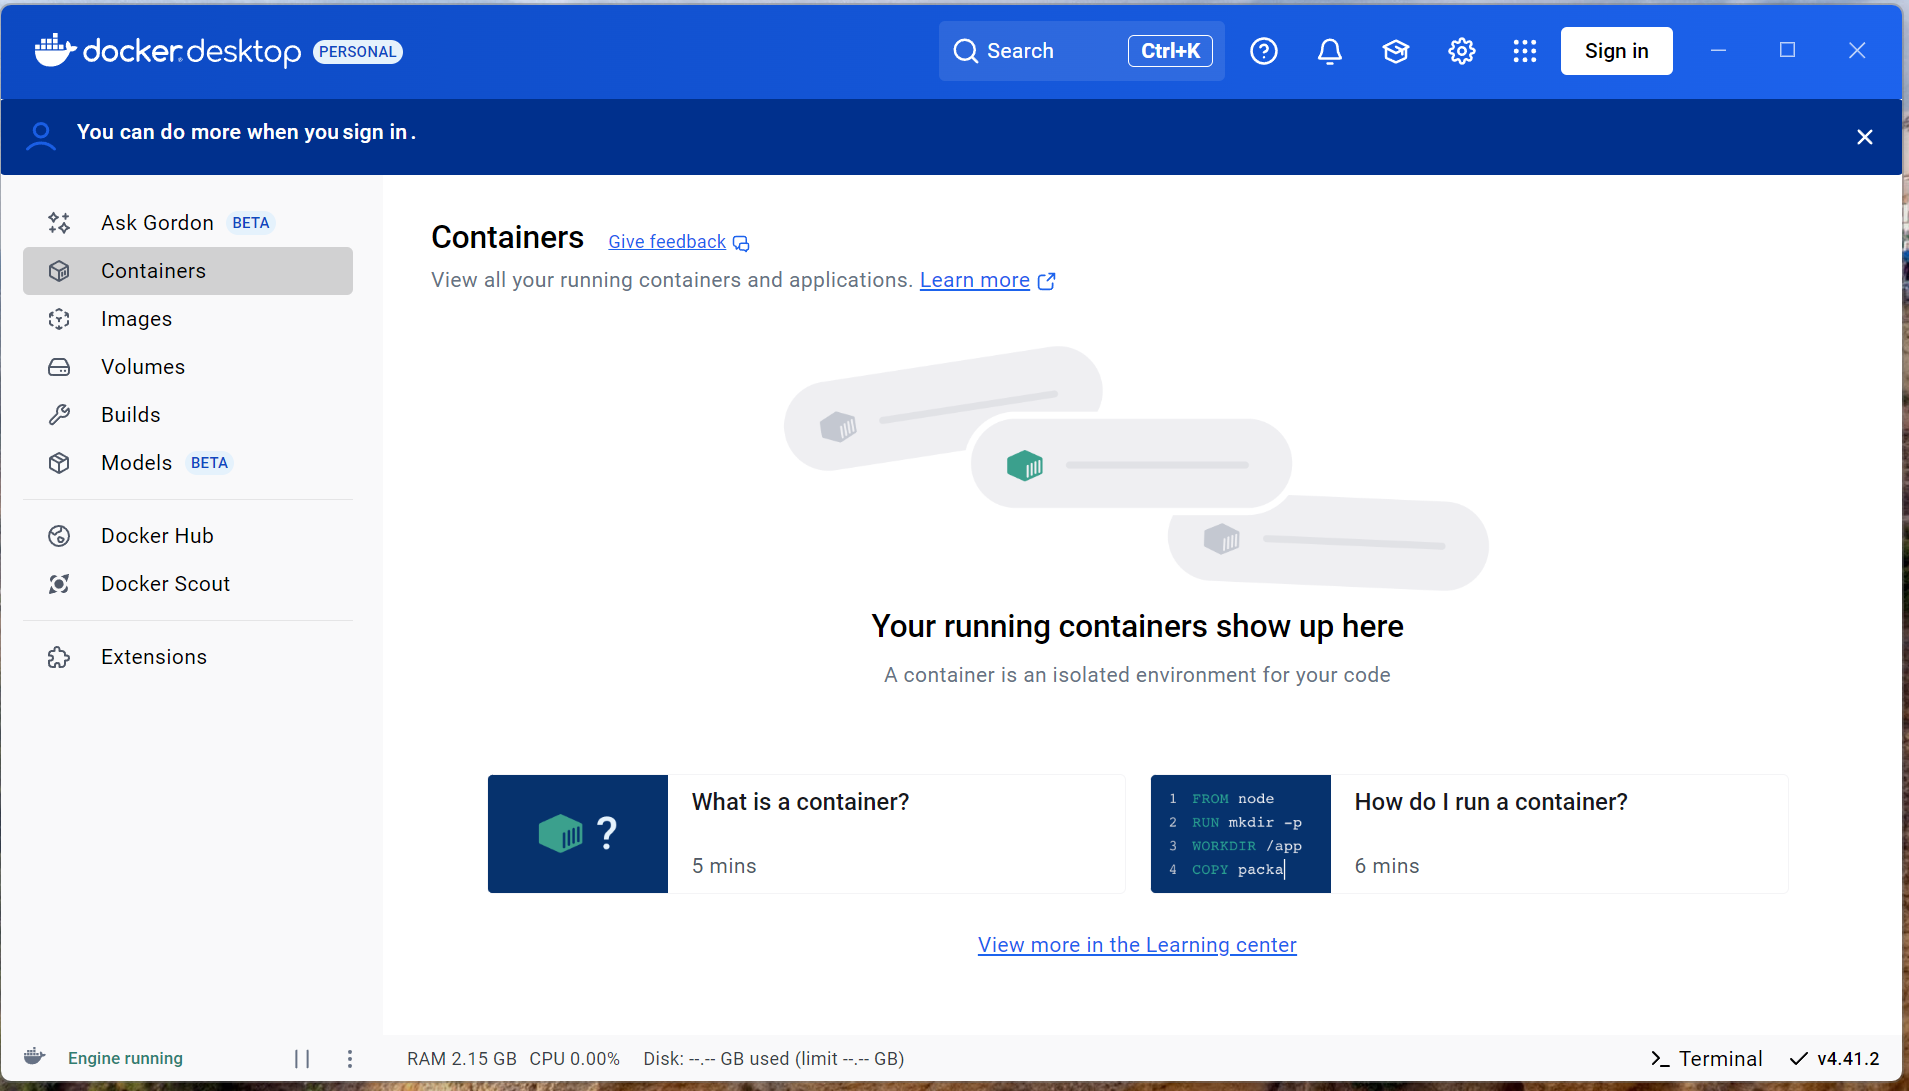 docker desktop PERSONAL
Search Ctrl+K
Sign in
You can do more when you sign in.
Ask Gordon BETA
Containers
Images
Volumes
Builds
Models BETA
Docker Hub
Docker Scout
Extensions
Containers Give feedback
View all your running containers and applications. Learn more
Your running containers show up here
A container is an isolated environment for your code
?
What is a container?
5 mins
1 FROM node
2 RUN mkdir -p
3 WORKDIR /app
4 COPY packa
How do I run a container?
6 mins
View more in the Learning center
Engine running
RAM 2.15 GB CPU 0.00% Disk: --.-- GB used (limit --.-- GB)
Terminal v4.41.2